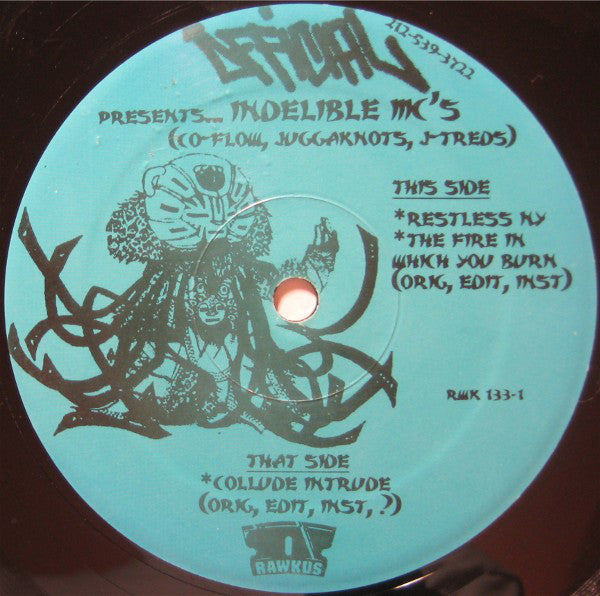 OFFICIAL
212-539-3722
PRESENTS... INDELIBLE MC'S
(CO-FLOW, JUGGAKNOTS, J-TREDS)
THIS SIDE
*RESTLESS NY
*THE FIRE IN
WHICH YOU BURN
(ORIG, EDIT, INST)
RWK 133-1
THAT SIDE
*COLLUDE INTRUDE
(ORIG, EDIT, INST, ?)
RAWKUS